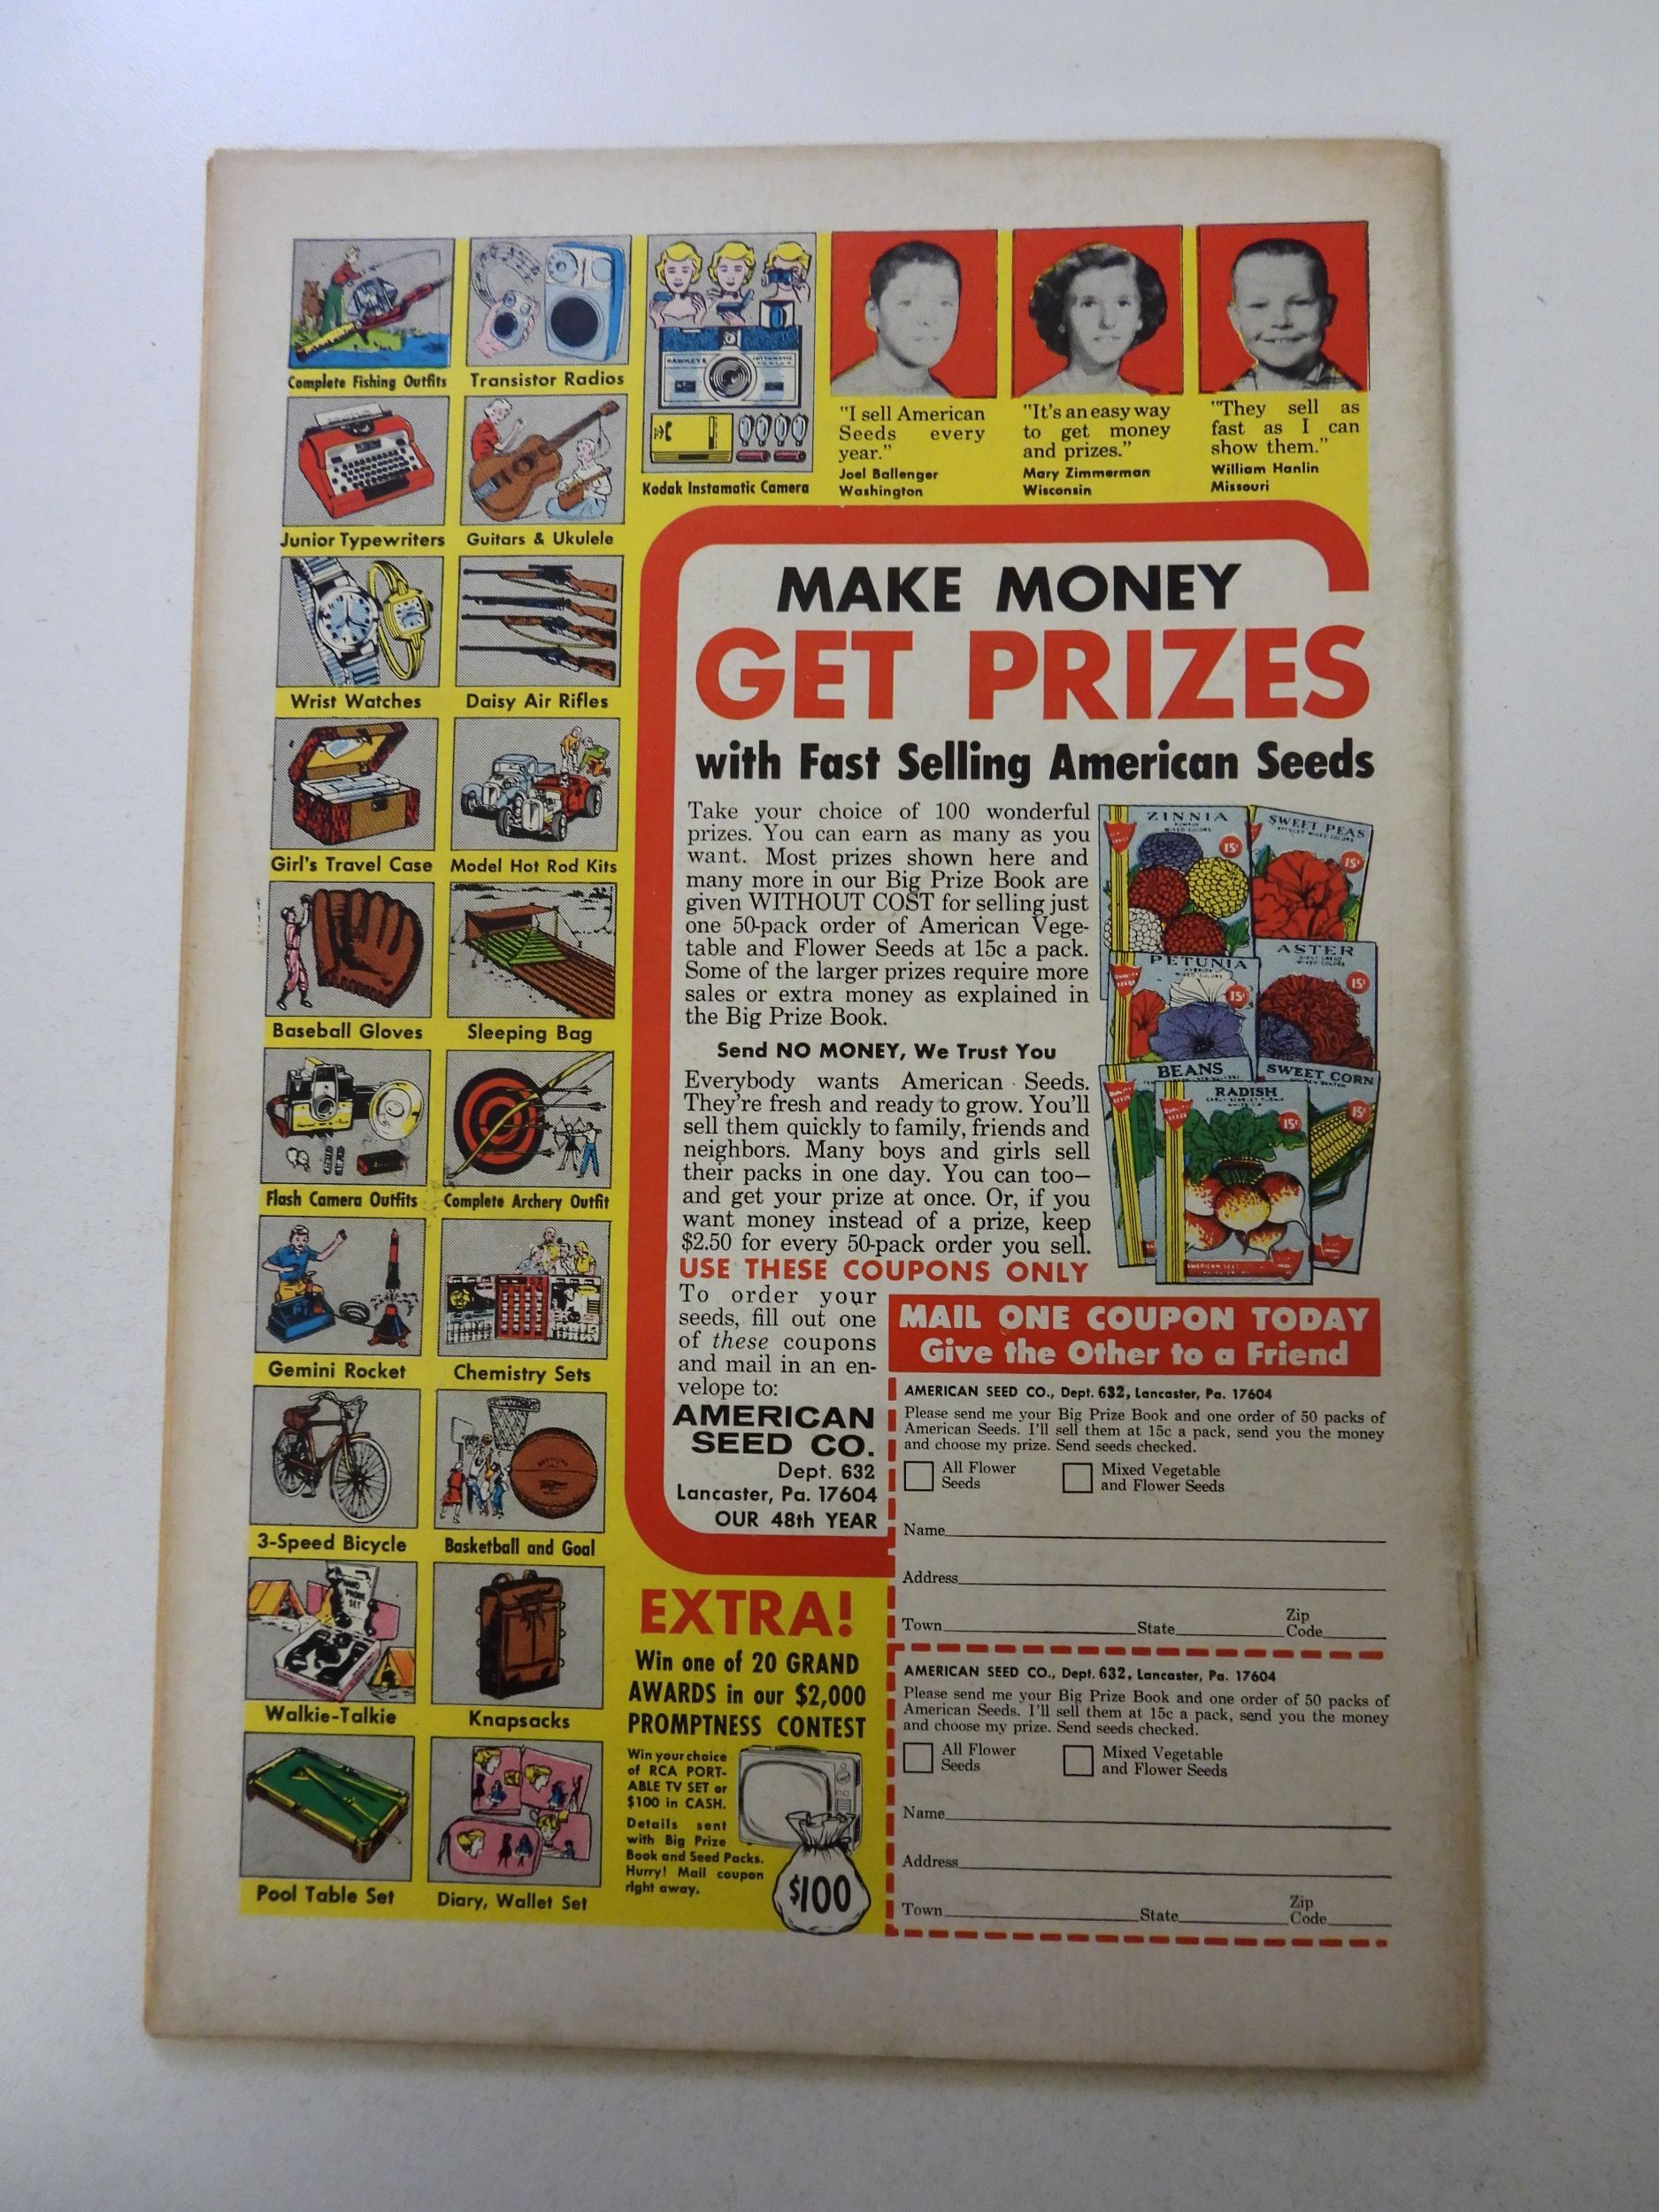 Complete Fishing Outfits
Transistor Radios
Kodak Instamatic Camera
Junior Typewriters
Guitars & Ukulele
Wrist Watches
Daisy Air Rifles
Girl's Travel Case
Model Hot Rod Kits
Baseball Gloves
Sleeping Bag
Flash Camera Outfits
Complete Archery Outfit
Gemini Rocket
Chemistry Sets
3-Speed Bicycle
Basketball and Goal
Walkie-Talkie
Knapsacks
Pool Table Set
Diary, Wallet Set
"I sell American
Seeds every
year."
Joel Ballenger
Washington
"It's an easy way
to get money
and prizes."
Mary Zimmerman
Wisconsin
"They sell as
fast as I can
show them."
William Hanlin
Missouri
MAKE MONEY
GET PRIZES
with Fast Selling American Seeds
Take your choice of 100 wonderful
prizes. You can earn as many as you
want. Most prizes shown here and
many more in our Big Prize Book are
given WITHOUT COST for selling just
one 50-pack order of American Vege-
table and Flower Seeds at 15c a pack.
Some of the larger prizes require more
sales or extra money as explained in
the Big Prize Book.
Send NO MONEY, We Trust You
Everybody wants American Seeds.
They're fresh and ready to grow. You'll
sell them quickly to family, friends and
neighbors. Many boys and girls sell
their packs in one day. You can too—
and get your prize at once. Or, if you
want money instead of a prize, keep
$2.50 for every 50-pack order you sell.
USE THESE COUPONS ONLY
To order your
seeds, fill out one
of these coupons
and mail in an en-
velope to:
AMERICAN
SEED CO.
Dept. 632
Lancaster, Pa. 17604
OUR 48th YEAR
ZINNIA
MIXED COLORS
15¢
SWEET PEAS
15¢
PETUNIA
15¢
ASTER
MIXED COLORS
15¢
BEANS
SWEET CORN
15¢
RADISH
15¢
MAIL ONE COUPON TODAY
Give the Other to a Friend
AMERICAN SEED CO., Dept. 632, Lancaster, Pa. 17604
Please send me your Big Prize Book and one order of 50 packs of
American Seeds. I'll sell them at 15c a pack, send you the money
and choose my prize. Send seeds checked.
All Flower
Seeds
Mixed Vegetable
and Flower Seeds
Name
Address
Town State Zip
Code
AMERICAN SEED CO., Dept. 632, Lancaster, Pa. 17604
Please send me your Big Prize Book and one order of 50 packs of
American Seeds. I'll sell them at 15c a pack, send you the money
and choose my prize. Send seeds checked.
All Flower
Seeds
Mixed Vegetable
and Flower Seeds
Name
Address
Town State Zip
Code
EXTRA!
Win one of 20 GRAND
AWARDS in our $2,000
PROMPTNESS CONTEST
Win your choice
of RCA PORT-
ABLE TV SET or
$100 in CASH.
Details sent
with Big Prize
Book and Seed Packs.
Hurry! Mail coupon
right away.
$100